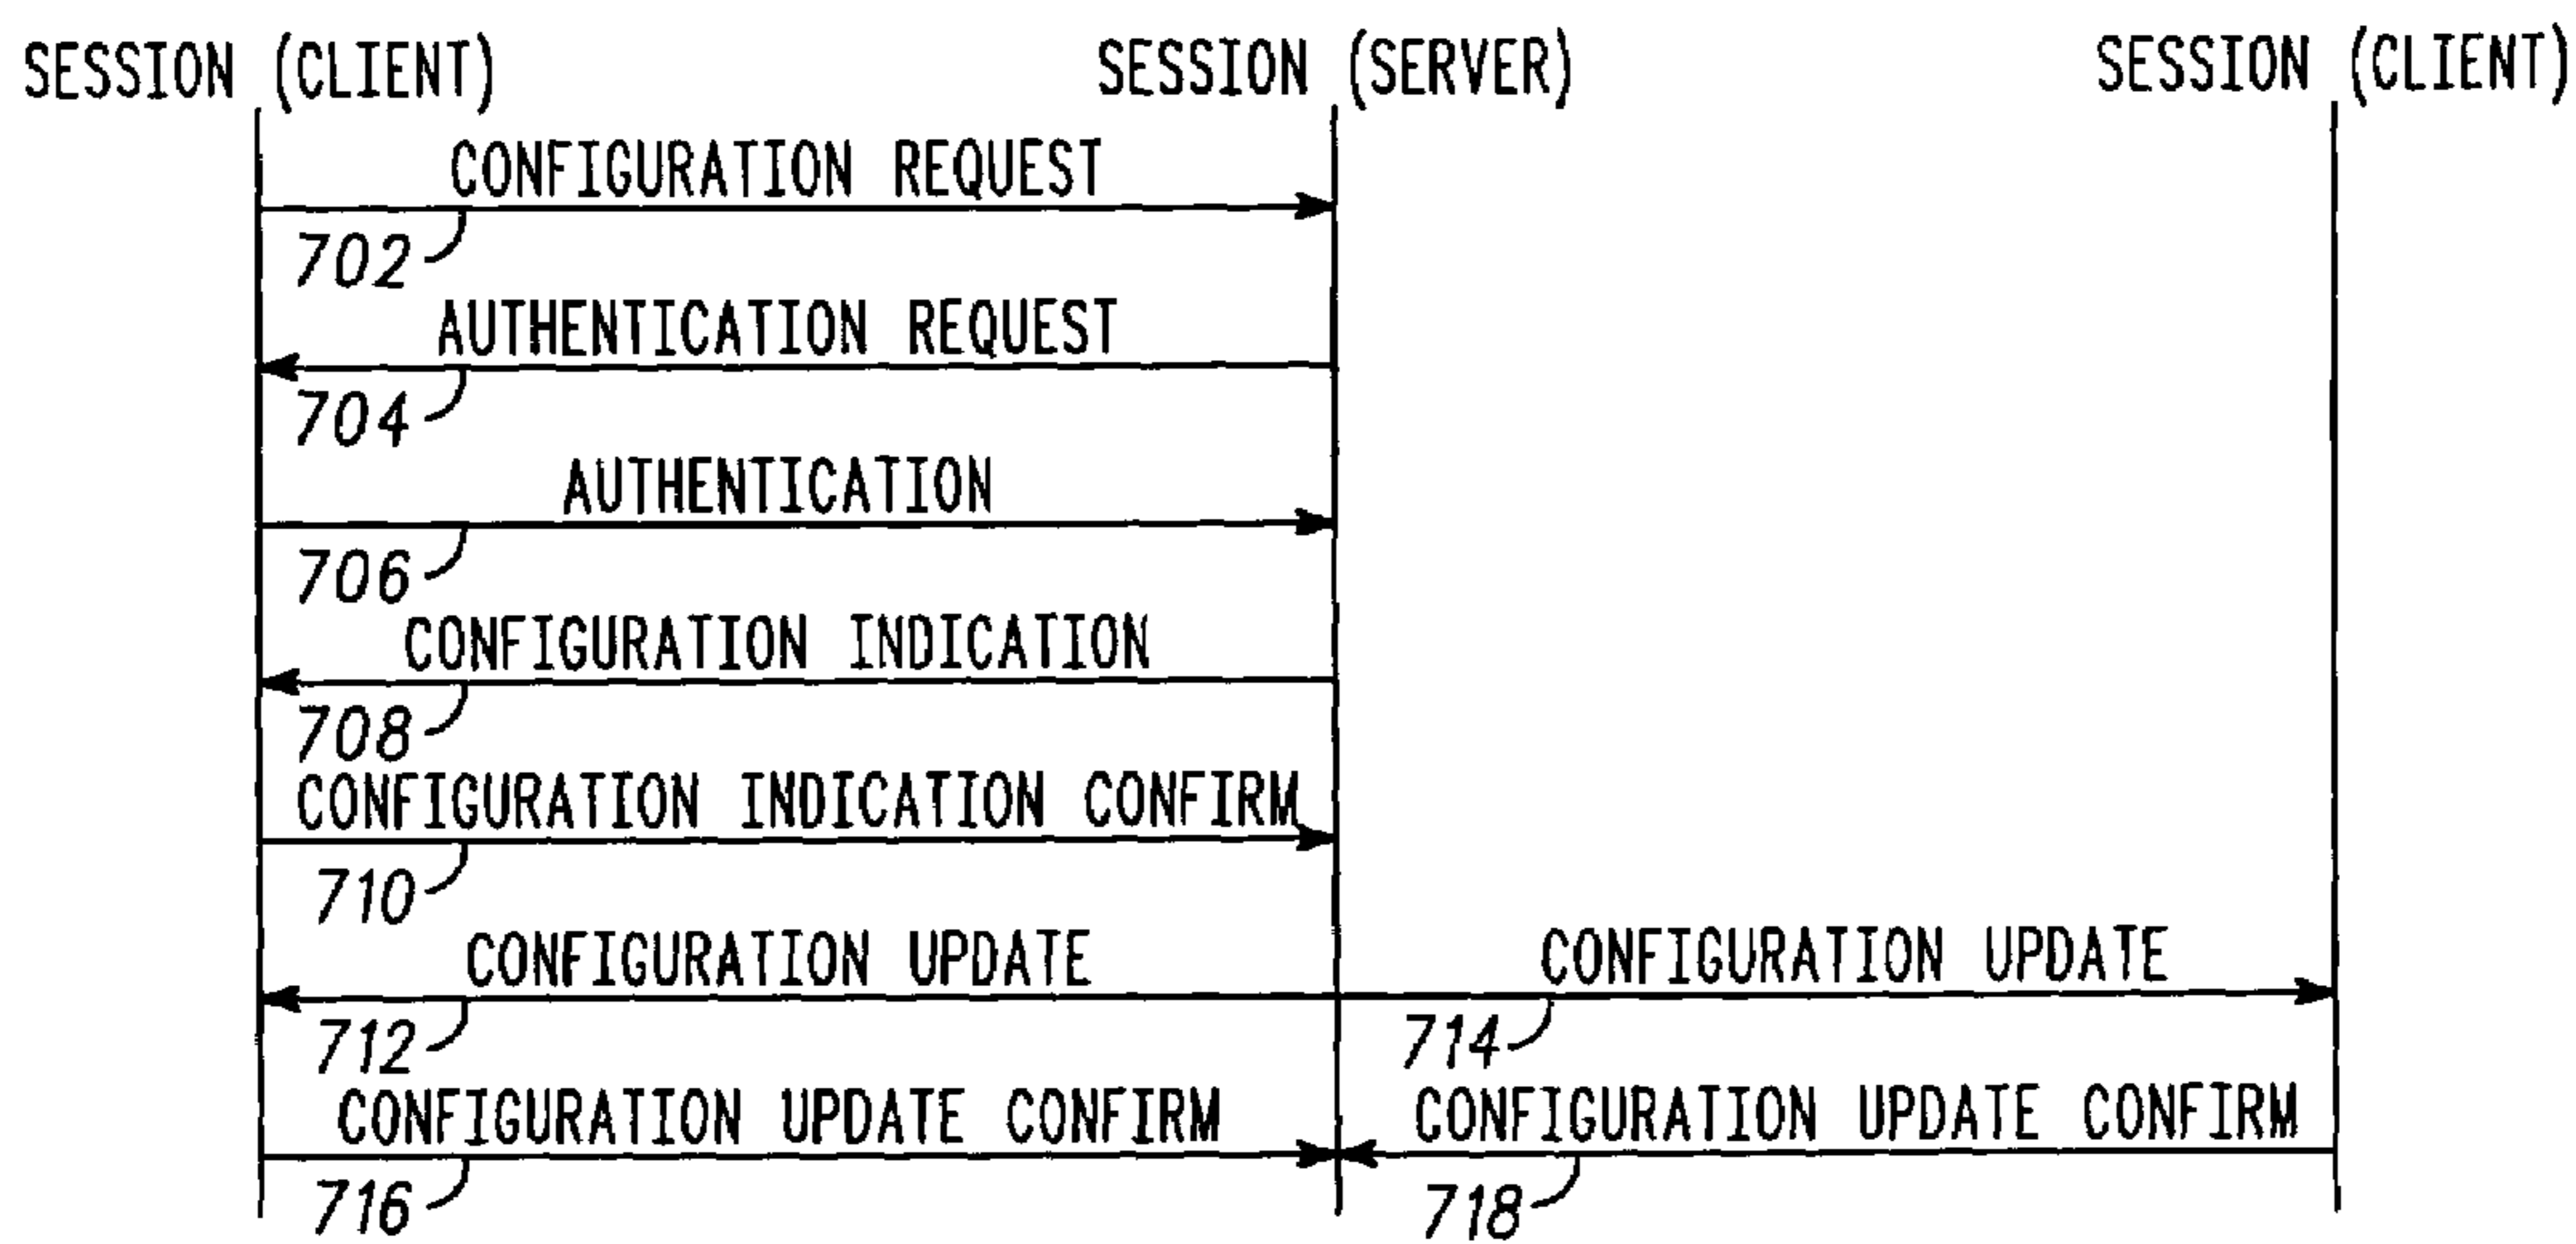 SESSION (CLIENT)
SESSION (SERVER)
SESSION (CLIENT)
CONFIGURATION REQUEST
702
AUTHENTICATION REQUEST
704
AUTHENTICATION
706
CONFIGURATION INDICATION
708
CONFIGURATION INDICATION CONFIRM
710
CONFIGURATION UPDATE
CONFIGURATION UPDATE
712
714
CONFIGURATION UPDATE CONFIRM
CONFIGURATION UPDATE CONFIRM
716
718